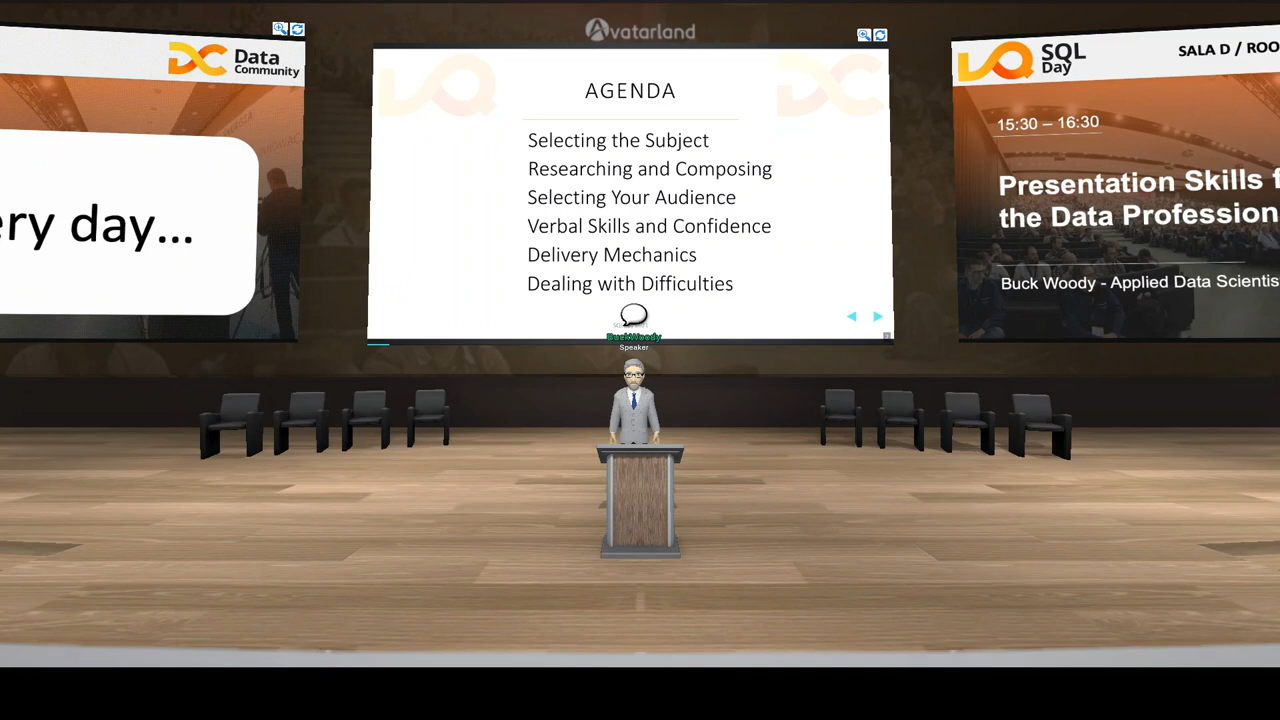 Data
Community
ery day...
Avatarland
AGENDA
Selecting the Subject
Researching and Composing
Selecting Your Audience
Verbal Skills and Confidence
Delivery Mechanics
Dealing with Difficulties
BuckWoody
Speaker
SQL
Day
SALA D / ROO
15:30 – 16:30
Presentation Skills f
the Data Profession
Buck Woody - Applied Data Scientis